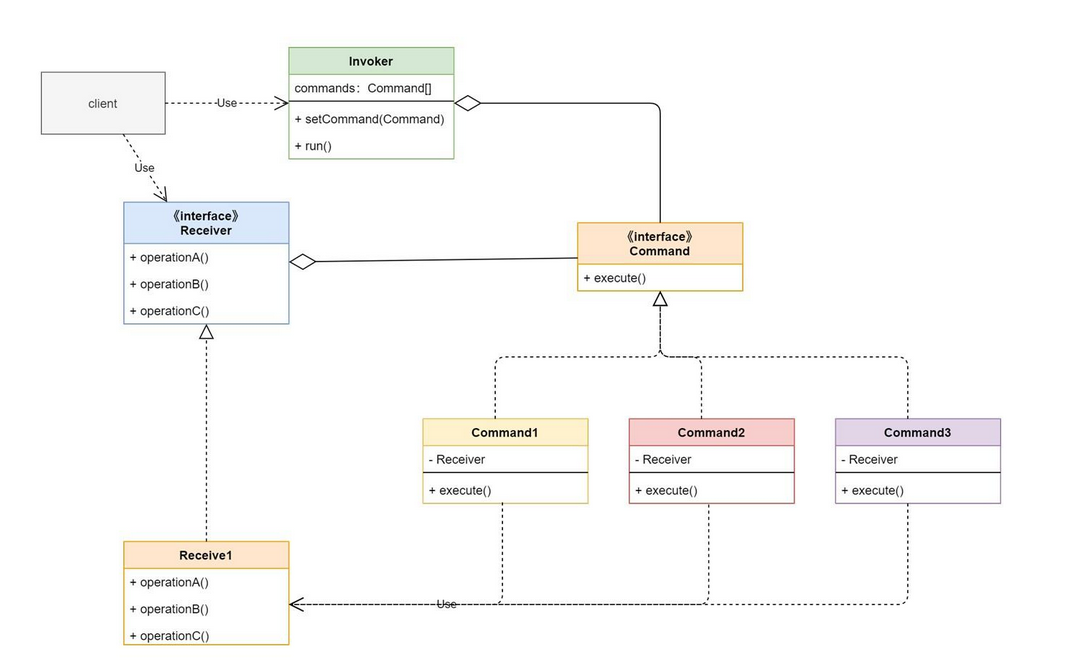 client
Use
Use
Invoker
commands：Command[]
+ setCommand(Command)
+ run()
《interface》
Receiver
+ operationA()
+ operationB()
+ operationC()
《interface》
Command
+ execute()
Command1
- Receiver
+ execute()
Command2
- Receiver
+ execute()
Command3
- Receiver
+ execute()
Receive1
+ operationA()
+ operationB()
+ operationC()
Use